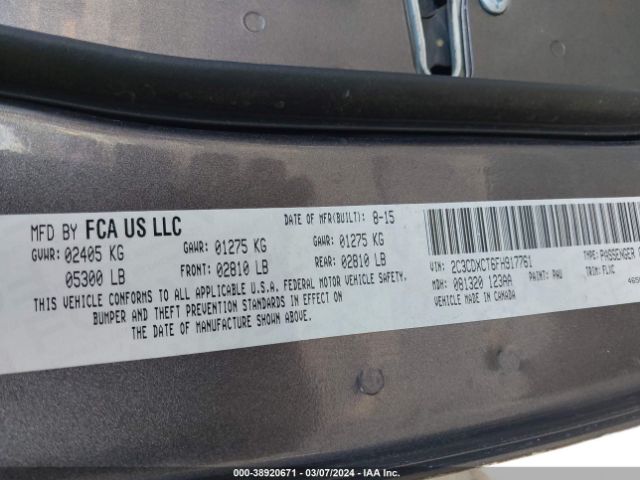 MFD BY FCA US LLC
DATE OF MFR(BUILT): 8-15
GVWR: 02405 KG GAWR: 01275 KG GAWR: 01275 KG
05300 LB FRONT: 02810 LB REAR: 02810 LB
THIS VEHICLE CONFORMS TO ALL APPLICABLE U.S.A. FEDERAL MOTOR VEHICLE SAFETY,
BUMPER AND THEFT PREVENTION STANDARDS IN EFFECT ON
THE DATE OF MANUFACTURE SHOWN ABOVE.
VIN: 2C3CDXCT6FH917761 TYPE: PASSENGER
MDH: 081320 123AA PAINT: PAU TRIM: FLVC
VEHICLE MADE IN CANADA
000-38920671 - 03/07/2024 - IAA Inc.